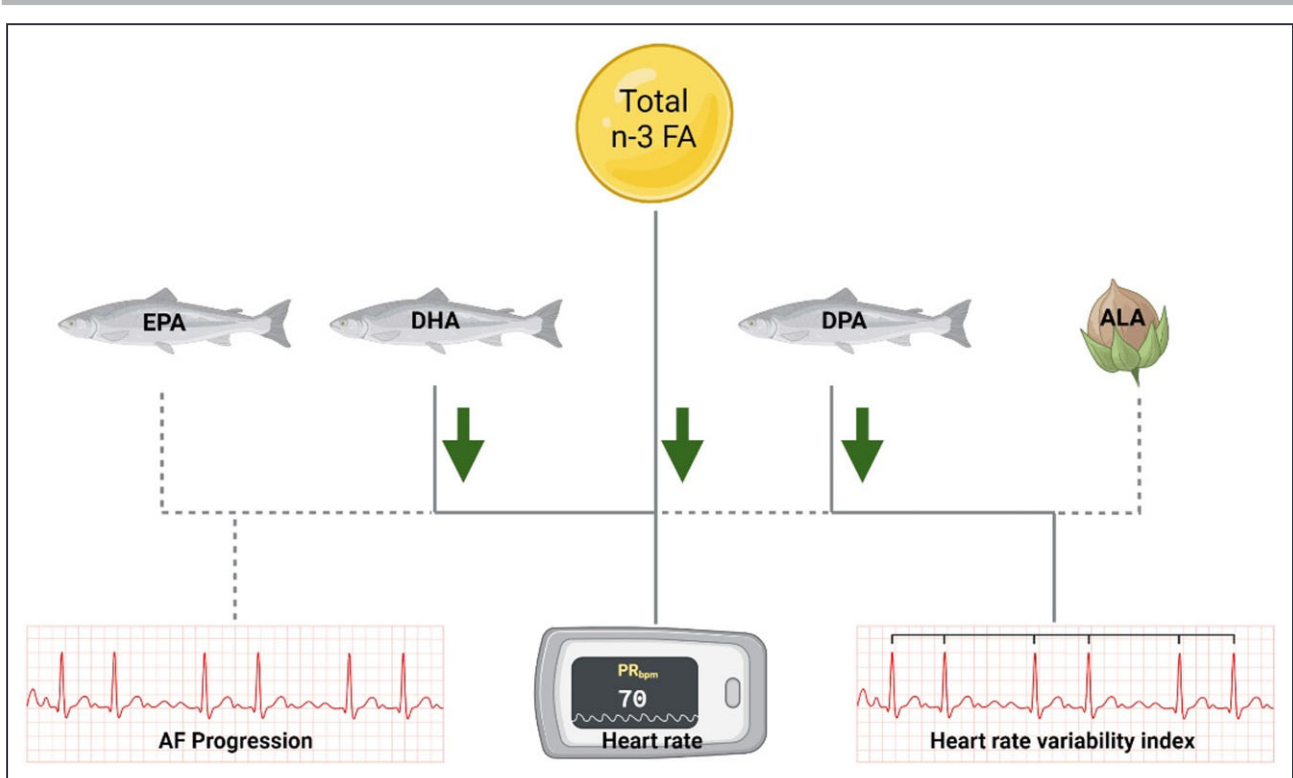 Total
n-3 FA
EPA
DHA
DPA
ALA
PRbpm
70
AF Progression
Heart rate
Heart rate variability index